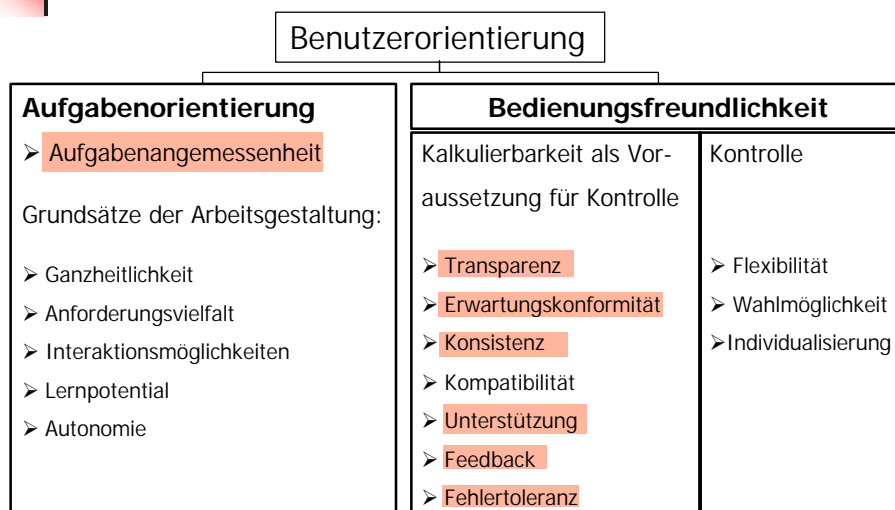 Benutzerorientierung
Aufgabenorientierung
➢ Aufgabenangemessenheit
Grundsätze der Arbeitsgestaltung:
➢ Ganzheitlichkeit
➢ Anforderungsvielfalt
➢ Interaktionsmöglichkeiten
➢ Lernpotential
➢ Autonomie
Bedienungsfreundlichkeit
Kalkulierbarkeit als Vor-
aussetzung für Kontrolle
➢ Transparenz
➢ Erwartungskonformität
➢ Konsistenz
➢ Kompatibilität
➢ Unterstützung
➢ Feedback
➢ Fehlertoleranz
Kontrolle
➢ Flexibilität
➢ Wahlmöglichkeit
➢Individualisierung